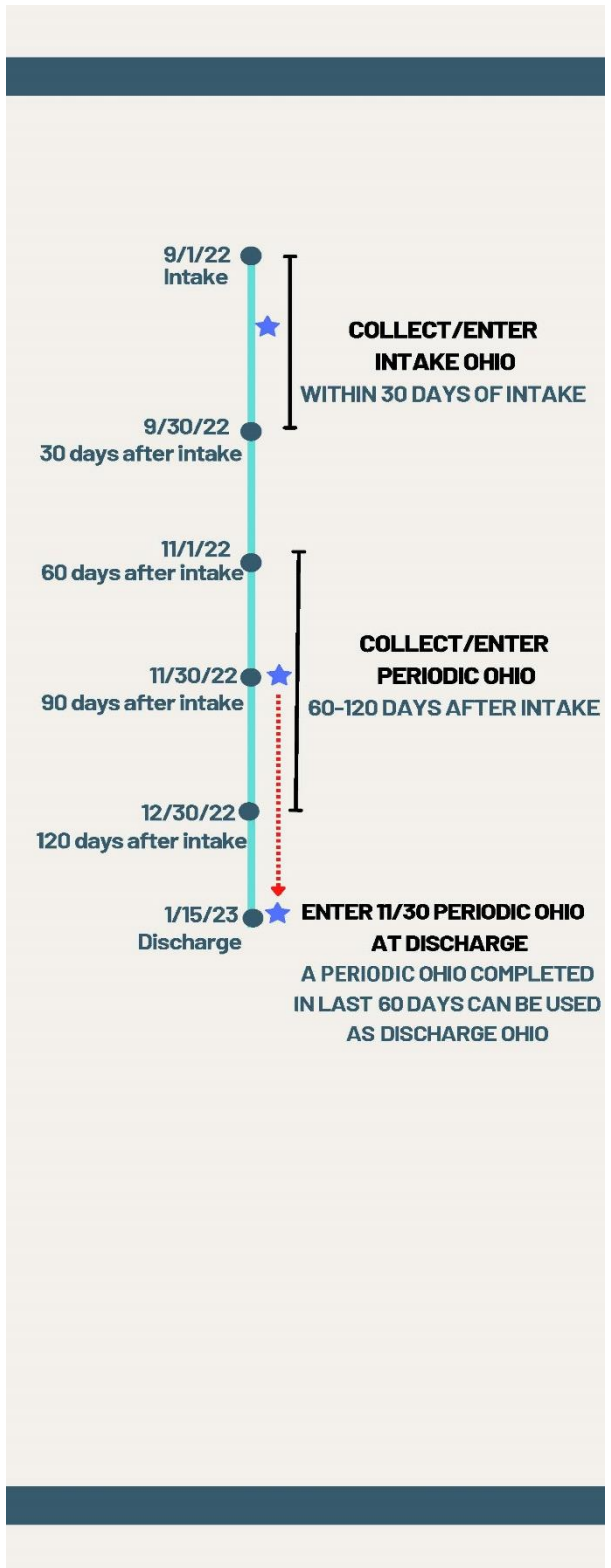 9/1/22
Intake
COLLECT/ENTER
INTAKE OHIO
WITHIN 30 DAYS OF INTAKE
9/30/22
30 days after intake
11/1/22
60 days after intake
COLLECT/ENTER
PERIODIC OHIO
60-120 DAYS AFTER INTAKE
11/30/22
90 days after intake
12/30/22
120 days after intake
1/15/23
Discharge
ENTER 11/30 PERIODIC OHIO
AT DISCHARGE
A PERIODIC OHIO COMPLETED
IN LAST 60 DAYS CAN BE USED
AS DISCHARGE OHIO